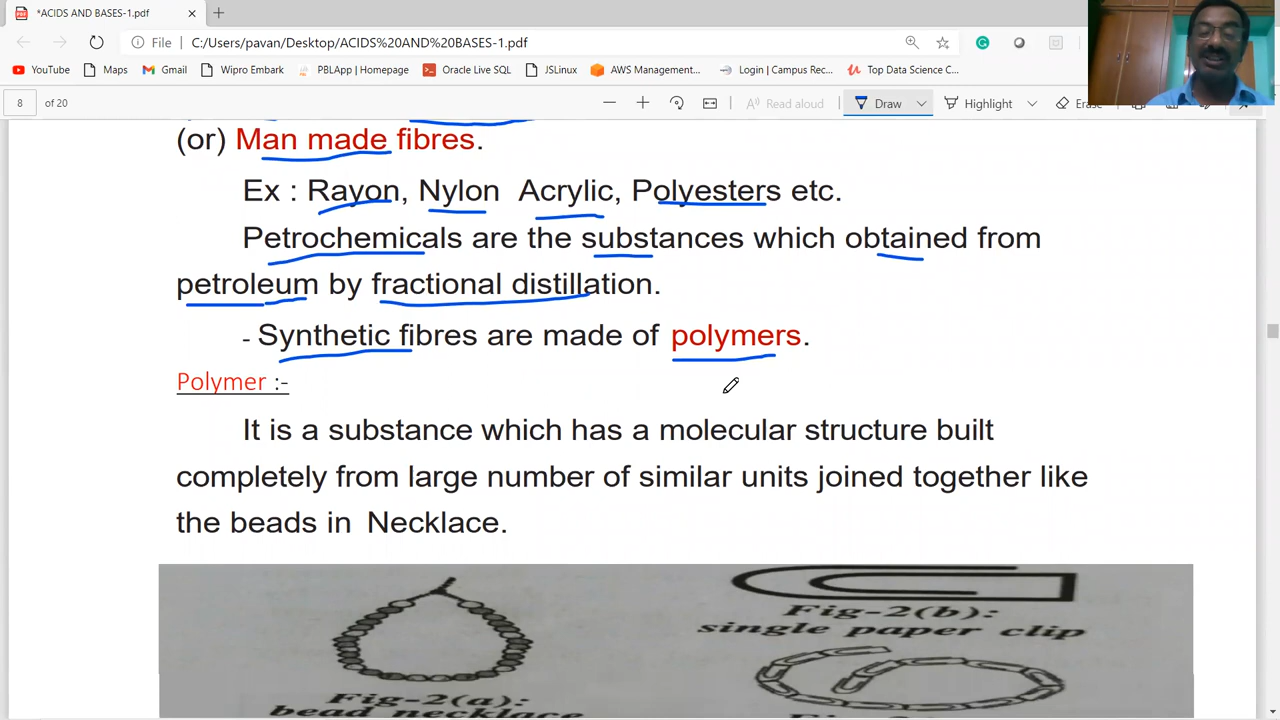 *ACIDS AND BASES-1.pdf
File C:/Users/pavan/Desktop/ACIDS%20AND%20BASES-1.pdf
YouTube Maps Gmail Wipro Embark PBLApp | Homepage Oracle Live SQL JSLinux AWS Management... Login | Campus Rec... Top Data Science C...
8 of 20 Read aloud Draw Highlight Erase
(or) Man made fibres.
Ex : Rayon, Nylon Acrylic, Polyesters etc.
Petrochemicals are the substances which obtained from
petroleum by fractional distillation.
- Synthetic fibres are made of polymers.
Polymer :-
It is a substance which has a molecular structure built
completely from large number of similar units joined together like
the beads in Necklace.
Fig-2(b):
single paper clip
Fig-2(a):
bead necklace